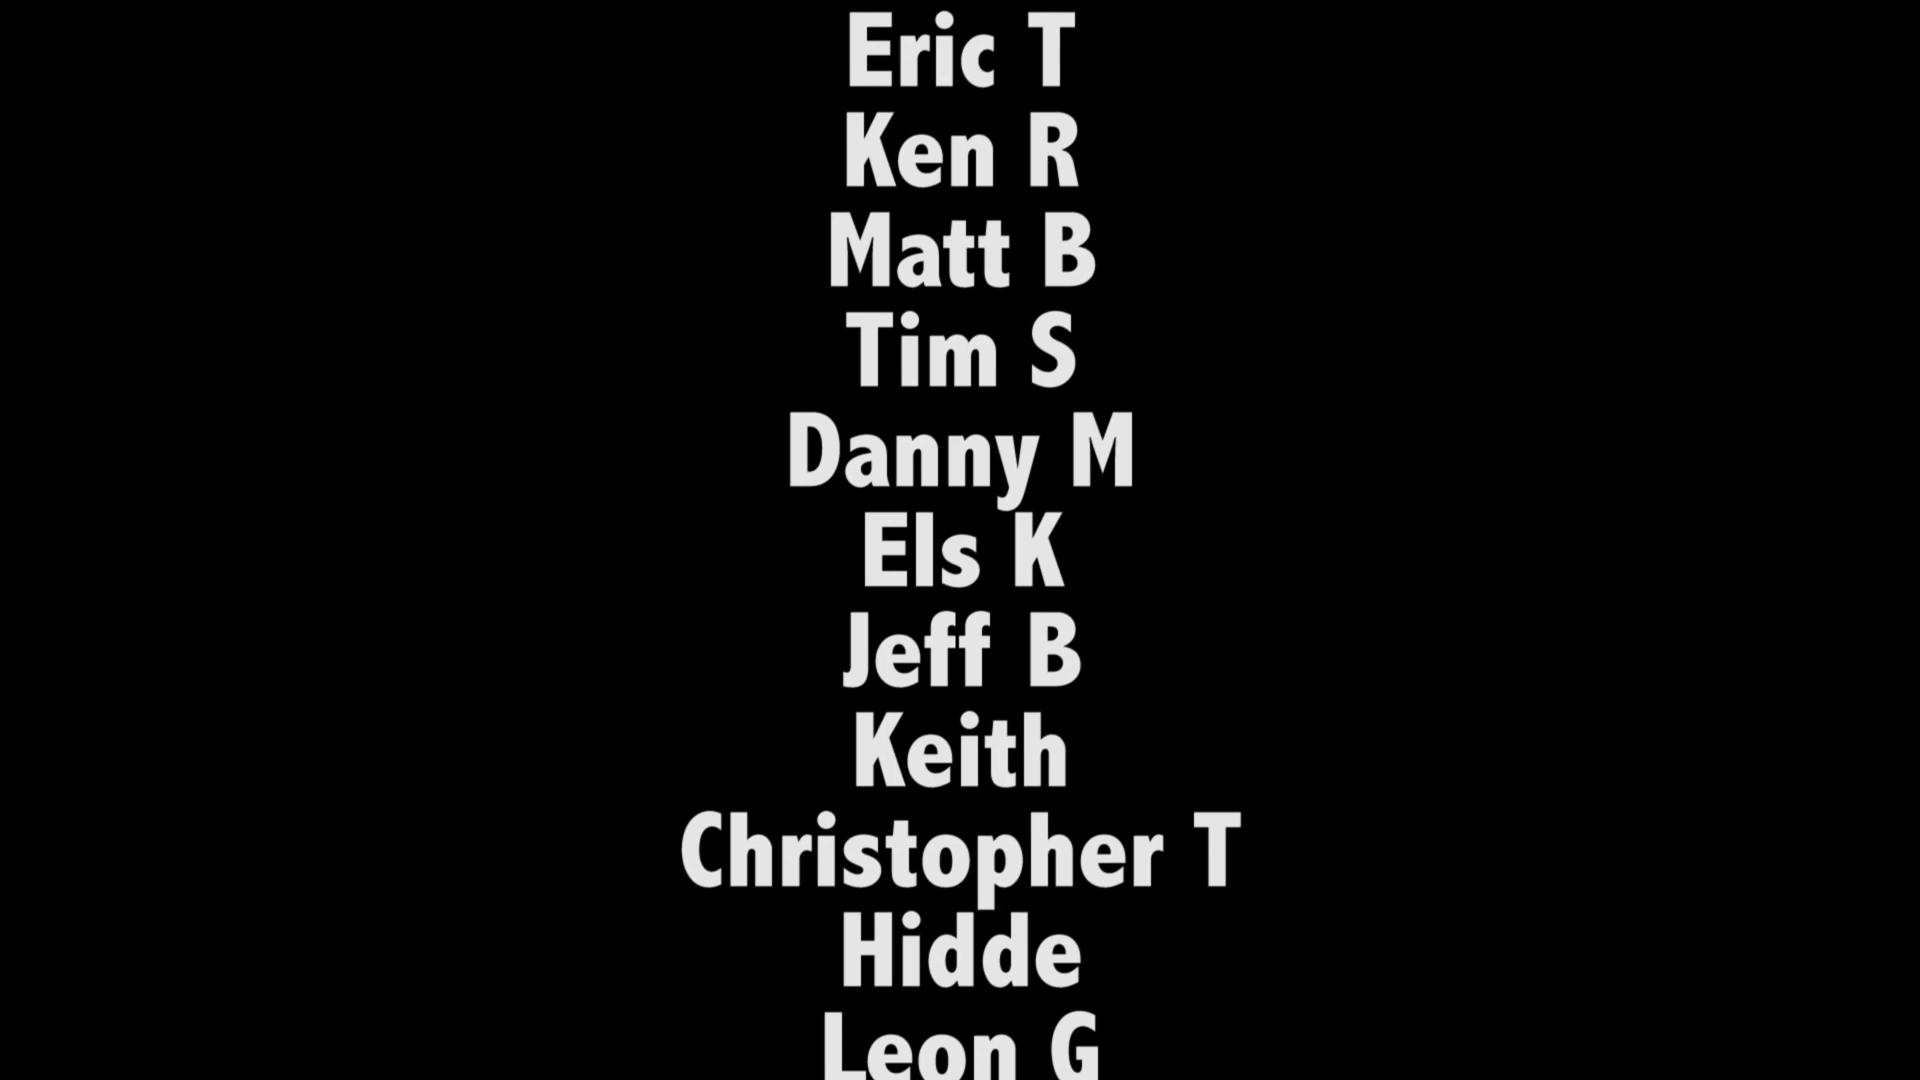 Eric T
Ken R
Matt B
Tim S
Danny M
Els K
Jeff B
Keith
Christopher T
Hidde
Leon G